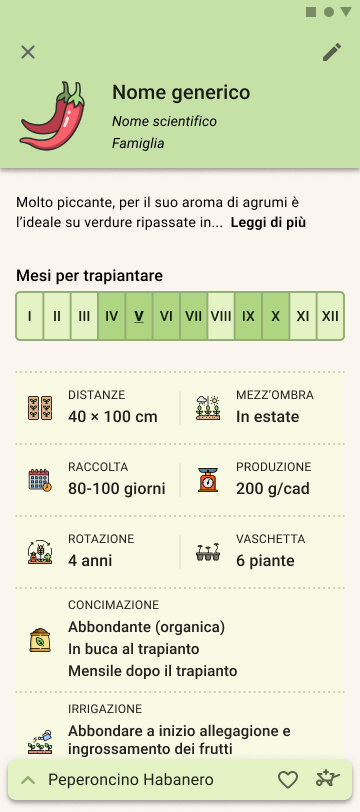 Nome generico
Nome scientifico
Famiglia
Molto piccante, per il suo aroma di agrumi è
l'ideale su verdure ripassate in... Leggi di più
Mesi per trapiantare
I II III IV V VI VII VIII IX X XI XII
DISTANZE
40 × 100 cm
MEZZ'OMBRA
In estate
RACCOLTA
80-100 giorni
PRODUZIONE
200 g/cad
ROTAZIONE
4 anni
VASCHETTA
6 piante
CONCIMAZIONE
Abbondante (organica)
In buca al trapianto
Mensile dopo il trapianto
IRRIGAZIONE
Abbondare a inizio allegagione e
ingrossamento dei frutti
Peperoncino Habanero